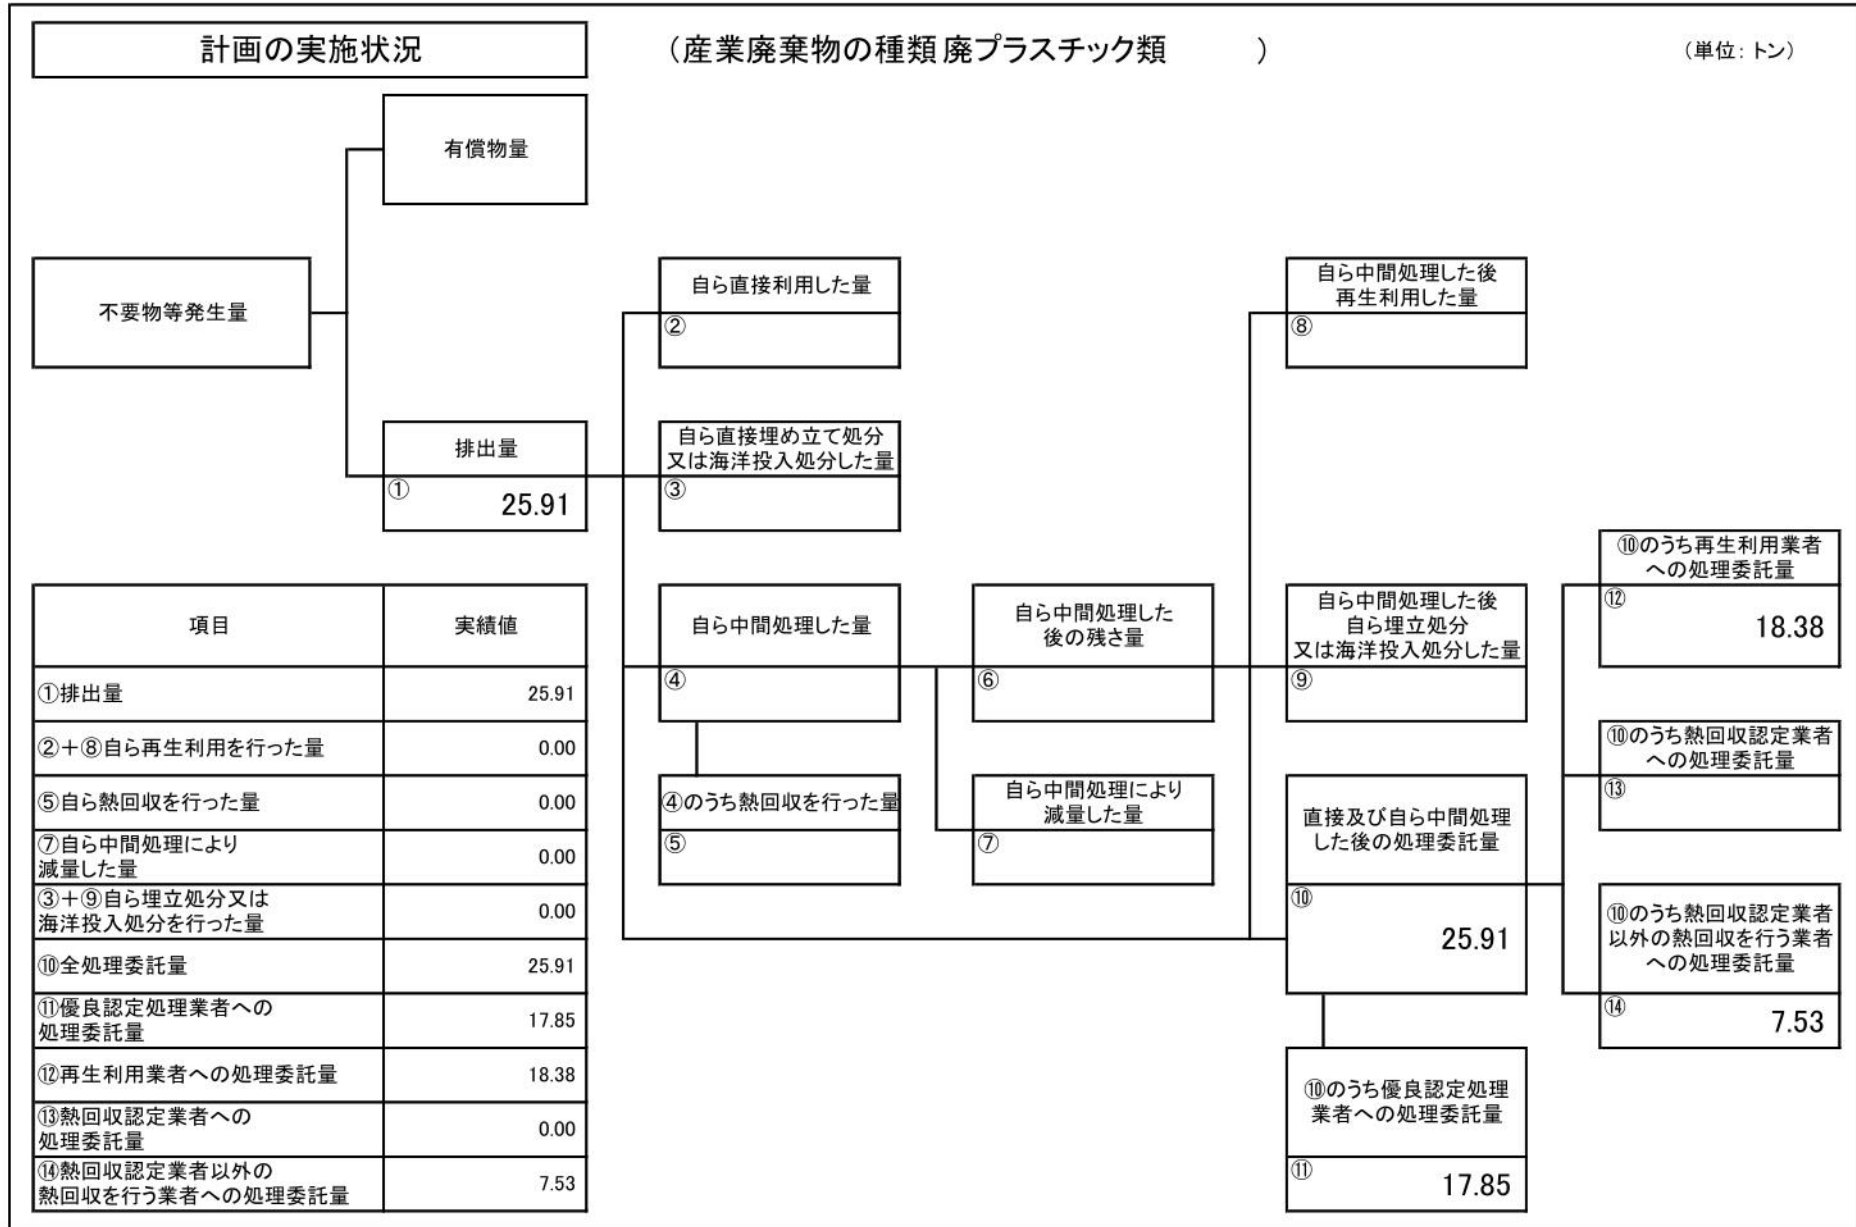 計画の実施状況
（産業廃棄物の種類 廃プラスチック類　　　）
（単位：トン）
有償物量
不要物等発生量
自ら直接利用した量
②
自ら中間処理した後
再生利用した量
⑧
排出量
① 25.91
自ら直接埋め立て処分
又は海洋投入処分した量
③
⑩のうち再生利用業者
への処理委託量
⑫ 18.38
自ら中間処理した量
④
自ら中間処理した
後の残さ量
⑥
自ら中間処理した後
自ら埋立処分
又は海洋投入処分した量
⑨
⑩のうち熱回収認定業者
への処理委託量
⑬
④のうち熱回収を行った量
⑤
自ら中間処理により
減量した量
⑦
直接及び自ら中間処理
した後の処理委託量
⑩ 25.91
⑩のうち熱回収認定業者
以外の熱回収を行う業者
への処理委託量
⑭ 7.53
⑩のうち優良認定処理
業者への処理委託量
⑪ 17.85
項目 実績値
①排出量 25.91
②＋⑧自ら再生利用を行った量 0.00
⑤自ら熱回収を行った量 0.00
⑦自ら中間処理により
減量した量 0.00
③＋⑨自ら埋立処分又は
海洋投入処分を行った量 0.00
⑩全処理委託量 25.91
⑪優良認定処理業者への
処理委託量 17.85
⑫再生利用業者への処理委託量 18.38
⑬熱回収認定業者への
処理委託量 0.00
⑭熱回収認定業者以外の
熱回収を行う業者への処理委託量 7.53